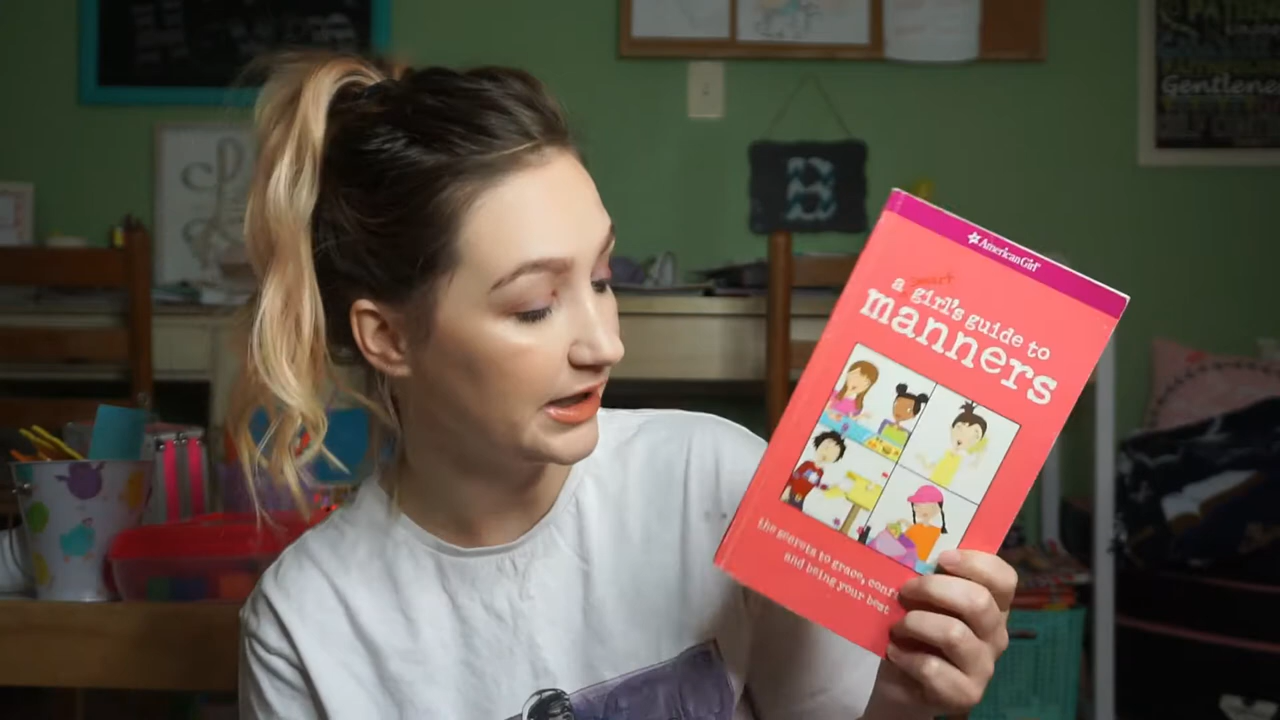 American Girl®
smart
a girl's guide to
manners
the secrets to grace, conf
and being your best
Gentlene